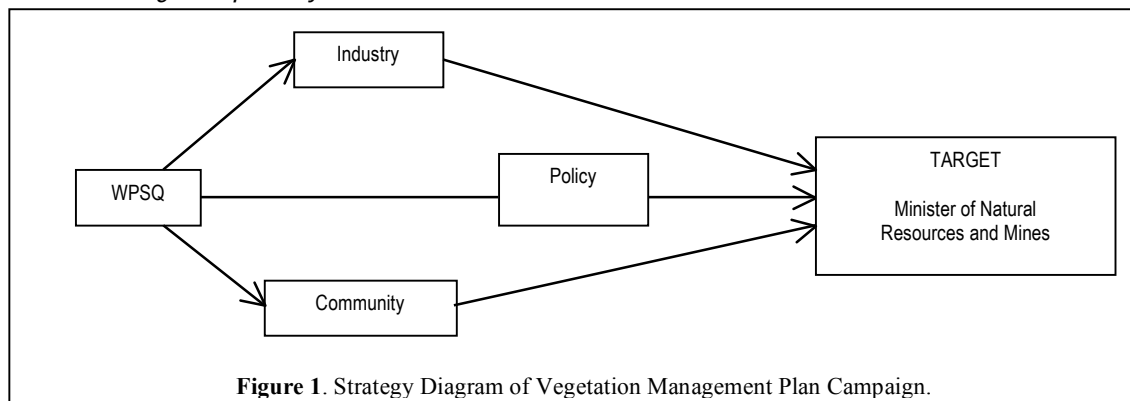 Industry
WPSQ
Policy
TARGET
Minister of Natural
Resources and Mines
Community
Figure 1. Strategy Diagram of Vegetation Management Plan Campaign.